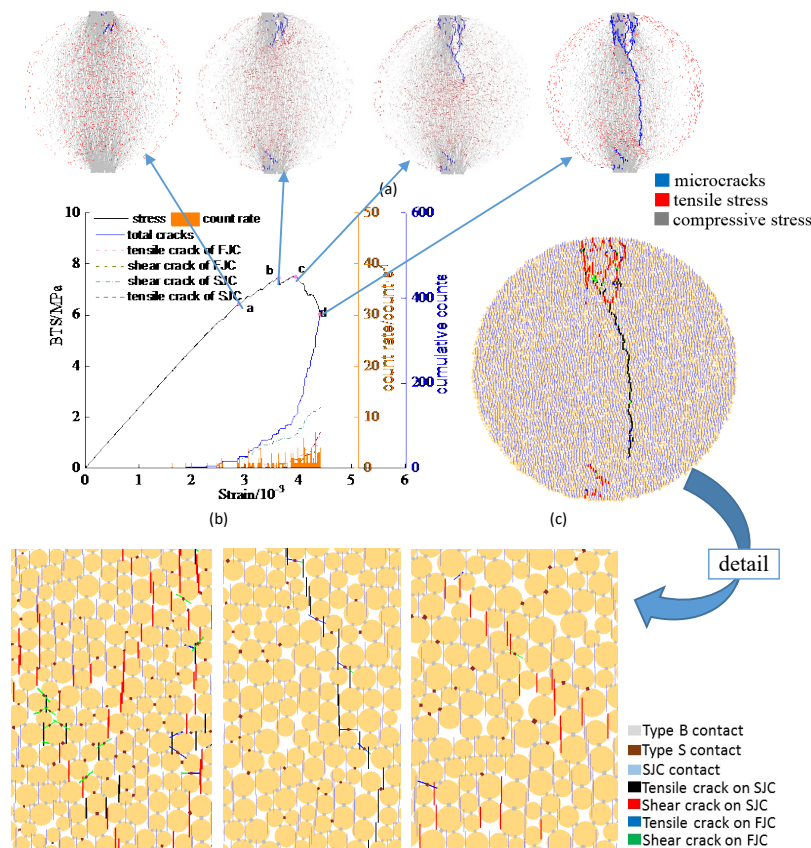 (a)
microcracks
tensile stress
compressive stress
10
8
6
4
2
0
BTS/MPa
stress count rate
total cracks
tensile crack of FJC
shear crack of FJC
shear crack of SJC
tensile crack of SJC
a
b
c
d
50
40
30
20
10
0
count rate/count
600
400
200
0
cumulative counts
0 1 2 3 4 5 6
Strain/10⁻³
(b)
(c)
detail
Type B contact
Type S contact
SJC contact
Tensile crack on SJC
Shear crack on SJC
Tensile crack on FJC
Shear crack on FJC